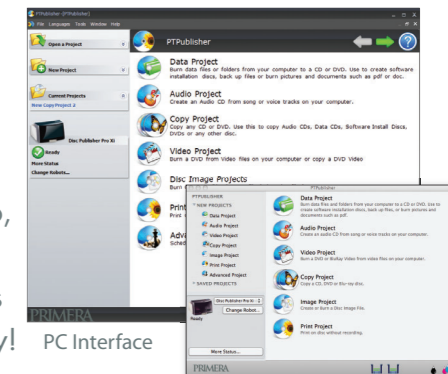 PTPublisher - [PTPublisher]
File Languages Tools Window Help
Open a Project
New Project
Current Projects
New Copy Project 2
Disc Publisher Pro Xi
Ready
More Status
Change Robot...
PRIMERA
PTPublisher
Data Project
Burn data files or folders from your computer to a CD or DVD. Use to create software
installation discs, back up files or burn pictures and documents such as pdf or doc.
Audio Project
Create an Audio CD from song or voice tracks on your computer.
Copy Project
Copy any CD or DVD. Use this to copy Audio CDs, Data CDs, Software Install Discs,
DVDs or any other disc.
Video Project
Burn a DVD from Video files on your computer or copy a DVD Video
Disc Image Projects
Burn
Print
Print
Adva
Sched
PTPublisher
PTPUBLISHER
NEW PROJECTS
Data Project
Audio Project
Video Project
Copy Project
Image Project
Print Project
Advanced Project
SAVED PROJECTS
Disc Publisher Pro Xi
Change Robot...
Ready
More Status...
PRIMERA
Data Project
Burn data files and folders from your computer to a CD or DVD. Use to
create software installation discs, back up files, or burn pictures and
documents such as pdf.
Audio Project
Create an Audio CD from song or voice tracks on your computer.
Video Project
Burn a DVD or BluRay Video from video files on your computer.
Copy Project
Copy a CD, DVD or Blu-ray disc.
Image Project
Create or Burn a Disc Image File.
Print Project
Print on disc without recording.
y!
PC Interface